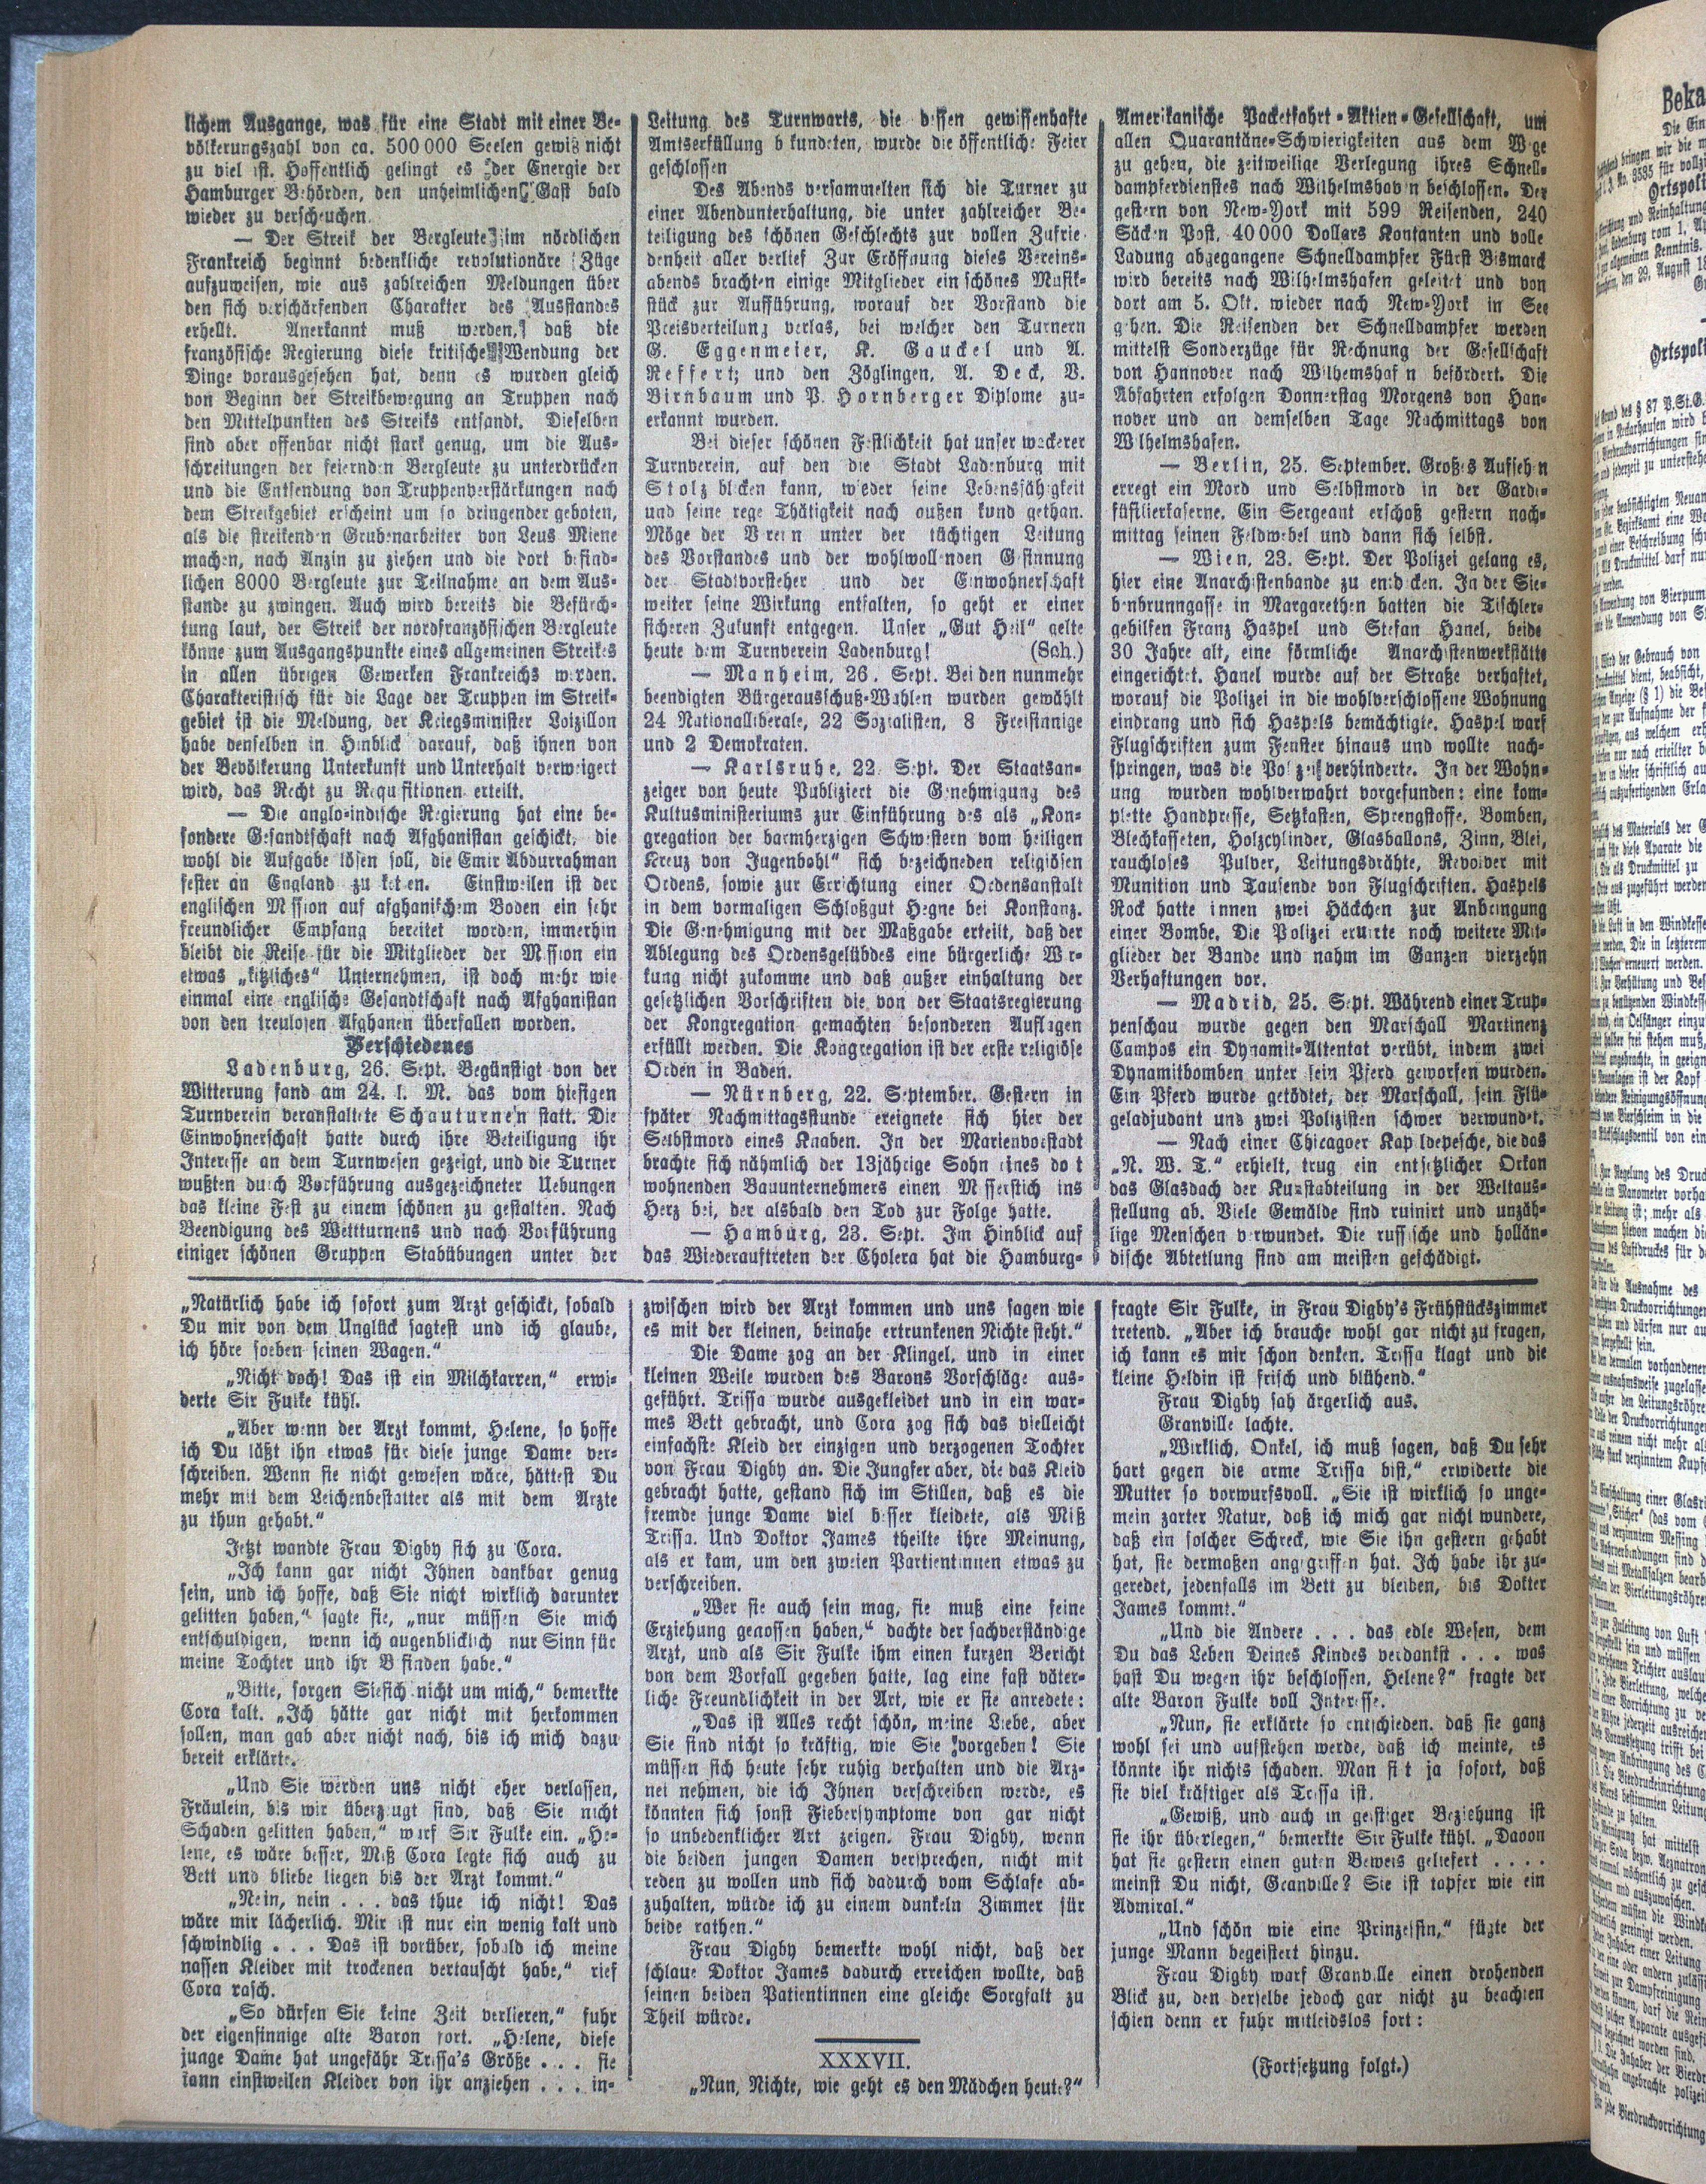 lichem Ausgange, was für eine Stadt mit einer Be-
völkerungszahl von ca. 500 000 Seelen gewiß nicht
zu viel ist. Hoffentlich gelingt es der Energie der
Hamburger Behörden, den unheimlichen Gast bald
wieder zu verscheuchen.
— Der Streik der Bergleute im nördlichen
Frankreich beginnt bedenkliche revolutionäre Züge
aufzuweisen, wie aus zahlreichen Meldungen über
den sich verschärfenden Charakter des Ausstandes
erhellt. Anerkannt muß werden, daß die
französische Regierung diese kritische Wendung der
Dinge vorausgesehen hat, denn es wurden gleich
von Beginn der Streikbewegung an Truppen nach
den Mittelpunkten des Streiks entsandt. Dieselben
sind aber offenbar nicht stark genug, um die Aus-
schreitungen der feiernden Bergleute zu unterdrücken
und die Entsendung von Truppenverstärkungen nach
dem Streikgebiet erscheint um so dringender geboten,
als die streikenden Grubenarbeiter von Leus Miene
machen, nach Anzin zu ziehen und die dort befind-
lichen 8000 Bergleute zur Teilnahme an dem Aus-
stande zu zwingen. Auch wird bereits die Befürch-
tung laut, der Streik der nordfranzösischen Bergleute
könne zum Ausgangspunkte eines allgemeinen Streikes
in allen übrigen Gewerken Frankreichs werden.
Charakteristisch für die Lage der Truppen im Streik-
gebiet ist die Meldung, der Kriegsminister Loizillon
habe denselben in Hinblick darauf, daß ihnen von
der Bevölkerung Unterkunft und Unterhalt verweigert
wird, das Recht zu Requisitionen erteilt.
— Die anglo-indische Regierung hat eine be-
sondere Gesandtschaft nach Afghanistan geschickt, die
wohl die Aufgabe lösen soll, die Emir Abdurrahman
fester an England zu ketten. Einstweilen ist der
englischen Mission auf afghanischem Boden ein sehr
freundlicher Empfang bereitet worden, immerhin
bleibt die Reise für die Mitglieder der Mission ein
etwas „kitzliches“ Unternehmen, ist doch mehr wie
einmal eine englische Gesandtschaft nach Afghanistan
von den treulosen Afghanen überfallen worden.
Verschiedenes
Ladenburg, 26. Sept. Begünstigt von der
Witterung fand am 24. l. M. das vom hiesigen
Turnverein veranstaltete Schauturnen statt. Die
Einwohnerschaft hatte durch ihre Beteiligung ihr
Interesse an dem Turnwesen gezeigt, und die Turner
wußten durch Vorführung ausgezeichneter Uebungen
das kleine Fest zu einem schönen zu gestalten. Nach
Beendigung des Wettturnens und nach Vorführung
einiger schönen Gruppen Stabübungen unter der
Leitung des Turnwarts, die dessen gewissenhafte
Amtserfüllung bekundeten, wurde die öffentliche Feier
geschlossen
Des Abends versammelten sich die Turner zu
einer Abendunterhaltung, die unter zahlreicher Be-
teiligung des schönen Geschlechts zur vollen Zufrie-
denheit aller verlief Zur Eröffnung dieses Vereins-
abends brachten einige Mitglieder ein schönes Musik-
stück zur Aufführung, worauf der Vorstand die
Preisverteilung verlas, bei welcher den Turnern
G. Eggenmeier, K. Gauckel und A.
Reffert; und den Zöglingen, A. Deck, V.
Birnbaum und P. Hornberger Diplome zu-
erkannt wurden.
Bei dieser schönen Festlichkeit hat unser wackerer
Turnverein, auf den die Stadt Ladenburg mit
Stolz blicken kann, wieder seine Lebensfähigkeit
und seine rege Thätigkeit nach außen kund gethan.
Möge der Verein unter der tüchtigen Leitung
des Vorstandes und der wohlwollenden Gesinnung
der Stadtvorsteher und der Einwohnerschaft
weiter seine Wirkung entfalten, so geht er einer
sicheren Zukunft entgegen. Unser „Gut Heil“ gelte
heute dem Turnverein Ladenburg! (Sch.)
— Manheim, 26. Sept. Bei den nunmehr
beendigten Bürgerausschuß-Wahlen wurden gewählt
24 Nationalliberale, 22 Sozialisten, 8 Freisinnige
und 2 Demokraten.
— Karlsruhe, 22. Sept. Der Staatsan-
zeiger von heute Publiziert die Genehmigung des
Kultusministeriums zur Einführung des als „Kon-
gregation der barmherzigen Schwestern vom heiligen
Kreuz von Jugenbohl“ sich bezeichneden religiösen
Ordens, sowie zur Errichtung einer Ordensanstalt
in dem vormaligen Schloßgut Hegne bei Konstanz.
Die Genehmigung mit der Maßgabe erteilt, daß der
Ablegung des Ordensgelübdes eine bürgerliche Wir-
kung nicht zukomme und daß außer einhaltung der
gesetzlichen Vorschriften die von der Staatsregierung
der Kongregation gemachten besonderen Auflagen
erfüllt werden. Die Kongregation ist der erste religiöse
Orden in Baden.
— Nürnberg, 22. September. Gestern in
später Nachmittagsstunde ereignete sich hier der
Selbstmord eines Knaben. In der Marienvorstadt
brachte sich nähmlich der 13jährige Sohn eines dort
wohnenden Bauunternehmers einen Messerstich ins
Herz bei, der alsbald den Tod zur Folge hatte.
— Hamburg, 23. Sept. Im Hinblick auf
das Wiederauftreten der Cholera hat die Hamburg-
Amerikanische Packetfahrt-Aktien-Gesellschaft, um
allen Quarantäne-Schwierigkeiten aus dem Wege
zu gehen, die zeitweilige Verlegung ihres Schnell-
dampferdienstes nach Wilhelmshaven beschlossen. Der
gestern von New-York mit 599 Reisenden, 240
Säcken Post, 40 000 Dollars Kontanten und volle
Ladung abgegangene Schnelldampfer Fürst Bismarck
wird bereits nach Wilhelmshafen geleitet und von
dort am 5. Okt. wieder nach New-York in See
gehen. Die Reisenden der Schnelldampfer werden
mittelst Sonderzüge für Rechnung der Gesellschaft
von Hannover nach Wilhemshafen befördert. Die
Abfahrten erfolgen Donnerstag Morgens von Han-
nover und an demselben Tage Nachmittags von
Wilhelmshafen.
— Berlin, 25. September. Großes Aufsehen
erregt ein Mord und Selbstmord in der Garde-
füsilierkaserne. Ein Sergeant erschoß gestern nach-
mittag seinen Feldwebel und dann sich selbst.
— Wien, 23. Sept. Der Polizei gelang es,
hier eine Anarchistenbande zu entdecken. In der Sie-
benbrunngasse in Margarethen hatten die Tischler-
gehilfen Franz Haspel und Stefan Hanel, beide
30 Jahre alt, eine förmliche Anarchistenwerkstätte
eingerichtet. Hanel wurde auf der Straße verhaftet,
worauf die Polizei in die wohlverschlossene Wohnung
eindrang und sich Haspels bemächtigte. Haspel warf
Flugschriften zum Fenster hinaus und wollte nach-
springen, was die Polizei verhinderte. In der Wohn-
ung wurden wohlverwahrt vorgefunden: eine kom-
plette Handpresse, Setzkasten, Sprengstoffe, Bomben,
Blechkasseten, Holzcylinder, Glasballons, Zinn, Blei,
rauchloses Pulver, Leitungsdrähte, Revolver mit
Munition und Tausende von Flugschriften. Haspels
Rock hatte innen zwei Häckchen zur Anbringung
einer Bombe. Die Polizei eruirte noch weitere Mit-
glieder der Bande und nahm im Ganzen vierzehn
Verhaftungen vor.
— Madrid, 25. Sept. Während einer Trup-
penschau wurde gegen den Marschall Martinenz
Campos ein Dynamit-Attentat verübt, indem zwei
Dynamitbomben unter sein Pferd geworfen wurden.
Ein Pferd wurde getödtet, der Marschall, sein Flü-
geladjudant uns zwei Polizisten schwer verwundet.
— Nach einer Chicagoer Kabeldepesche, die das
„N. W. T.“ erhielt, trug ein entsetzlicher Orkan
das Glasdach der Kunstabteilung in der Weltaus-
stellung ab. Viele Gemälde sind ruinirt und unzäh-
lige Menschen verwundet. Die russische und hollän-
dische Abtetlung sind am meisten geschädigt.
„Natürlich habe ich sofort zum Arzt geschickt, sobald
Du mir von dem Unglück sagtest und ich glaube,
ich höre soeben seinen Wagen.“
„Nicht doch! Das ist ein Milchkarren,“ erwi-
derte Sir Fulke kühl.
„Aber wenn der Arzt kommt, Helene, so hoffe
ich Du läßt ihn etwas für diese junge Dame ver-
schreiben. Wenn sie nicht gewesen wäre, hättest Du
mehr mit dem Leichenbestatter als mit dem Arzte
zu thun gehabt.“
Jetzt wandte Frau Digby sich zu Cora.
„Ich kann gar nicht Ihnen dankbar genug
sein, und ich hoffe, daß Sie nicht wirklich darunter
gelitten haben,“ sagte sie, „nur müssen Sie mich
entschuldigen, wenn ich augenblicklich nur Sinn für
meine Tochter und ihr Befinden habe.“
„Bitte, sorgen Sie sich nicht um mich,“ bemerkte
Cora kalt. „Ich hätte gar nicht mit herkommen
sollen, man gab aber nicht nach, bis ich mich dazu
bereit erklärte.
„Und Sie werden uns nicht eher verlassen,
Fräulein, bis wir überzeugt sind, daß Sie nicht
Schaden gelitten haben,“ warf Sir Fulke ein. „He-
lene, es wäre besser, Miß Cora legte sich auch zu
Bett und bliebe liegen bis der Arzt kommt.“
„Nein, nein . . . das thue ich nicht! Das
wäre mir lächerlich. Mir ist nur ein wenig kalt und
schwindlig . . . Das ist vorüber, sobald ich meine
nassen Kleider mit trockenen vertauscht habe,“ rief
Cora rasch.
„So dürfen Sie keine Zeit verlieren,“ fuhr
der eigensinnige alte Baron fort. „Helene, diese
junge Dame hat ungefähr Trissa's Größe . . . sie
kann einstweilen Kleider von ihr anziehen . . . in-
zwischen wird der Arzt kommen und uns sagen wie
es mit der kleinen, beinahe ertrunkenen Nichte steht.“
Die Dame zog an der Klingel, und in einer
kleinen Weile wurden des Barons Vorschläge aus-
geführt. Trissa wurde ausgekleidet und in ein war-
mes Bett gebracht, und Cora zog sich das vielleicht
einfachste Kleid der einzigen und verzogenen Tochter
von Frau Digby an. Die Jungfer aber, die das Kleid
gebracht hatte, gestand sich im Stillen, daß es die
fremde junge Dame viel besser kleidete, als Miß
Trissa. Und Doktor James theilte ihre Meinung,
als er kam, um den zweien Partientinnen etwas zu
verschreiben.
„Wer sie auch sein mag, sie muß eine feine
Erziehung genossen haben,“ dachte der sachverständige
Arzt, und als Sir Fulke ihm einen kurzen Bericht
von dem Vorfall gegeben hatte, lag eine fast väter-
liche Freundlichkeit in der Art, wie er sie anredete:
„Das ist Alles recht schön, meine Liebe, aber
Sie sind nicht so kräftig, wie Sie vorgeben! Sie
müssen sich heute sehr ruhig verhalten und die Arz-
nei nehmen, die ich Ihnen verschreiben werde, es
könnten sich sonst Fiebersymptome von gar nicht
so unbedenklicher Art zeigen. Frau Digby, wenn
die beiden jungen Damen versprechen, nicht mit
reden zu wollen und sich dadurch vom Schlafe ab-
zuhalten, würde ich zu einem dunkeln Zimmer für
beide rathen.“
Frau Digby bemerkte wohl nicht, daß der
schlaue Doktor James dadurch erreichen wollte, daß
seinen beiden Patientinnen eine gleiche Sorgfalt zu
Theil würde.
XXXVII.
„Nun, Nichte, wie geht es den Mädchen heute?“
fragte Sir Fulke, in Frau Digby's Frühstückszimmer
tretend. „Aber ich brauche wohl gar nicht zu fragen,
ich kann es mir schon denken. Trissa klagt und die
kleine Heldin ist frisch und blühend.“
Frau Digby sah ärgerlich aus.
Granville lachte.
„Wirklich, Onkel, ich muß sagen, daß Du sehr
hart gegen die arme Trissa bist,“ erwiderte die
Mutter so vorwurfsvoll. „Sie ist wirklich so unge-
mein zarter Natur, daß ich mich gar nicht wundere,
daß ein solcher Schreck, wie Sie ihn gestern gehabt
hat, sie dermaßen angegriffen hat. Ich habe ihr zu-
geredet, jedenfalls im Bett zu bleiben, bis Dokter
James kommt.“
„Und die Andere . . . das edle Wesen, dem
Du das Leben Deines Kindes verdankst . . . was
hast Du wegen ihr beschlossen, Helene?“ fragte der
alte Baron Fulke voll Interesse.
„Nun, sie erklärte so entschieden, daß sie ganz
wohl sei und aufstehen werde, daß ich meinte, es
könnte ihr nichts schaden. Man sieht ja sofort, daß
sie viel kräftiger als Trissa ist.
„Gewiß, und auch in geistiger Beziehung ist
sie ihr überlegen,“ bemerkte Sir Fulke kühl. „Davon
hat sie gestern einen guten Beweis geliefert . . . .
meinst Du nicht, Granville? Sie ist tapfer wie ein
Admiral.“
„Und schön wie eine Prinzessin,“ fügte der
junge Mann begeistert hinzu.
Frau Digby warf Granville einen drohenden
Blick zu, den derselbe jedoch gar nicht zu beachten
schien denn er fuhr mitleidslos fort:
(Fortsetzung folgt.)